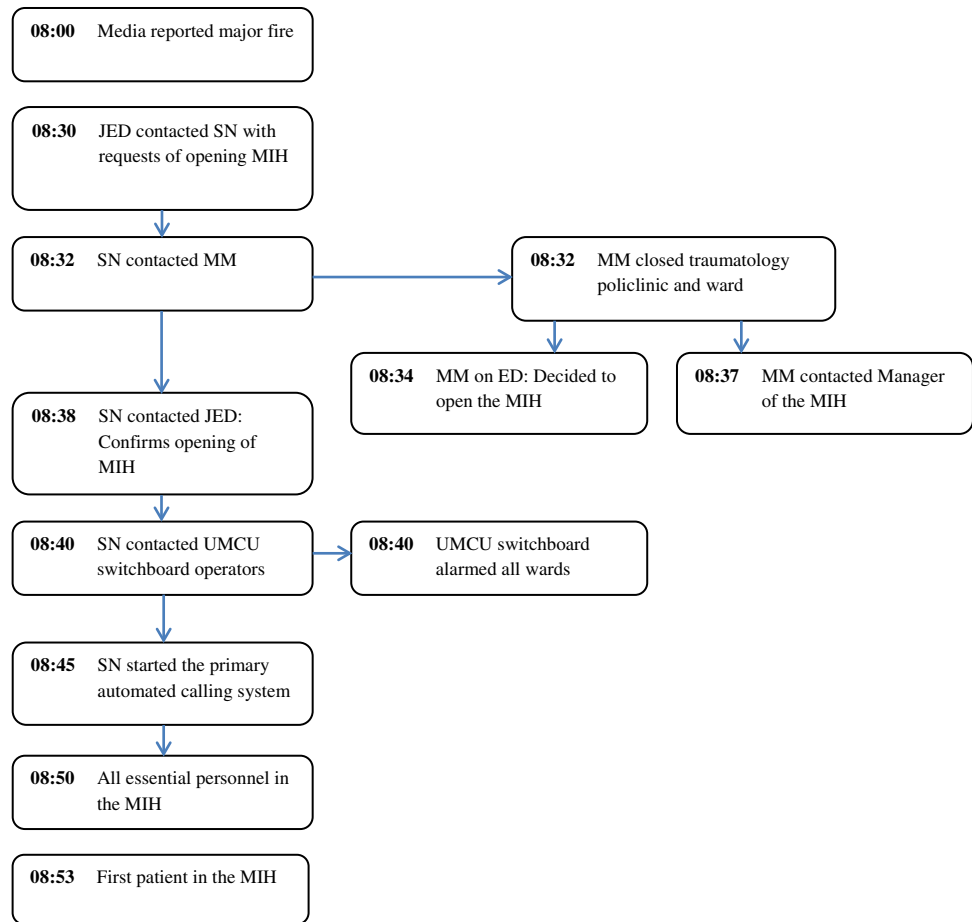 08:00 Media reported major fire
08:30 JED contacted SN with
requests of opening MIH
08:32 SN contacted MM
08:32 MM closed traumatology
policlinic and ward
08:34 MM on ED: Decided to
open the MIH
08:37 MM contacted Manager
of the MIH
08:38 SN contacted JED:
Confirms opening of
MIH
08:40 SN contacted UMCU
switchboard operators
08:40 UMCU switchboard
alarmed all wards
08:45 SN started the primary
automated calling system
08:50 All essential personnel in
the MIH
08:53 First patient in the MIH